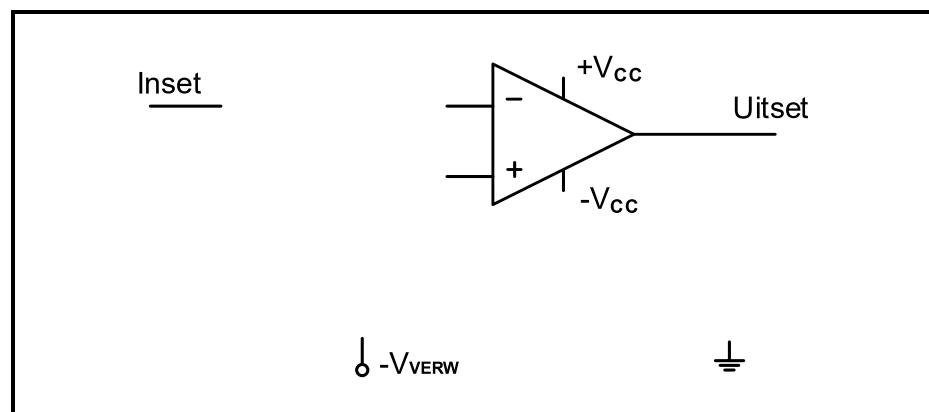 Inset
+VCC
Uitset
−
+
-VCC
-VVERW